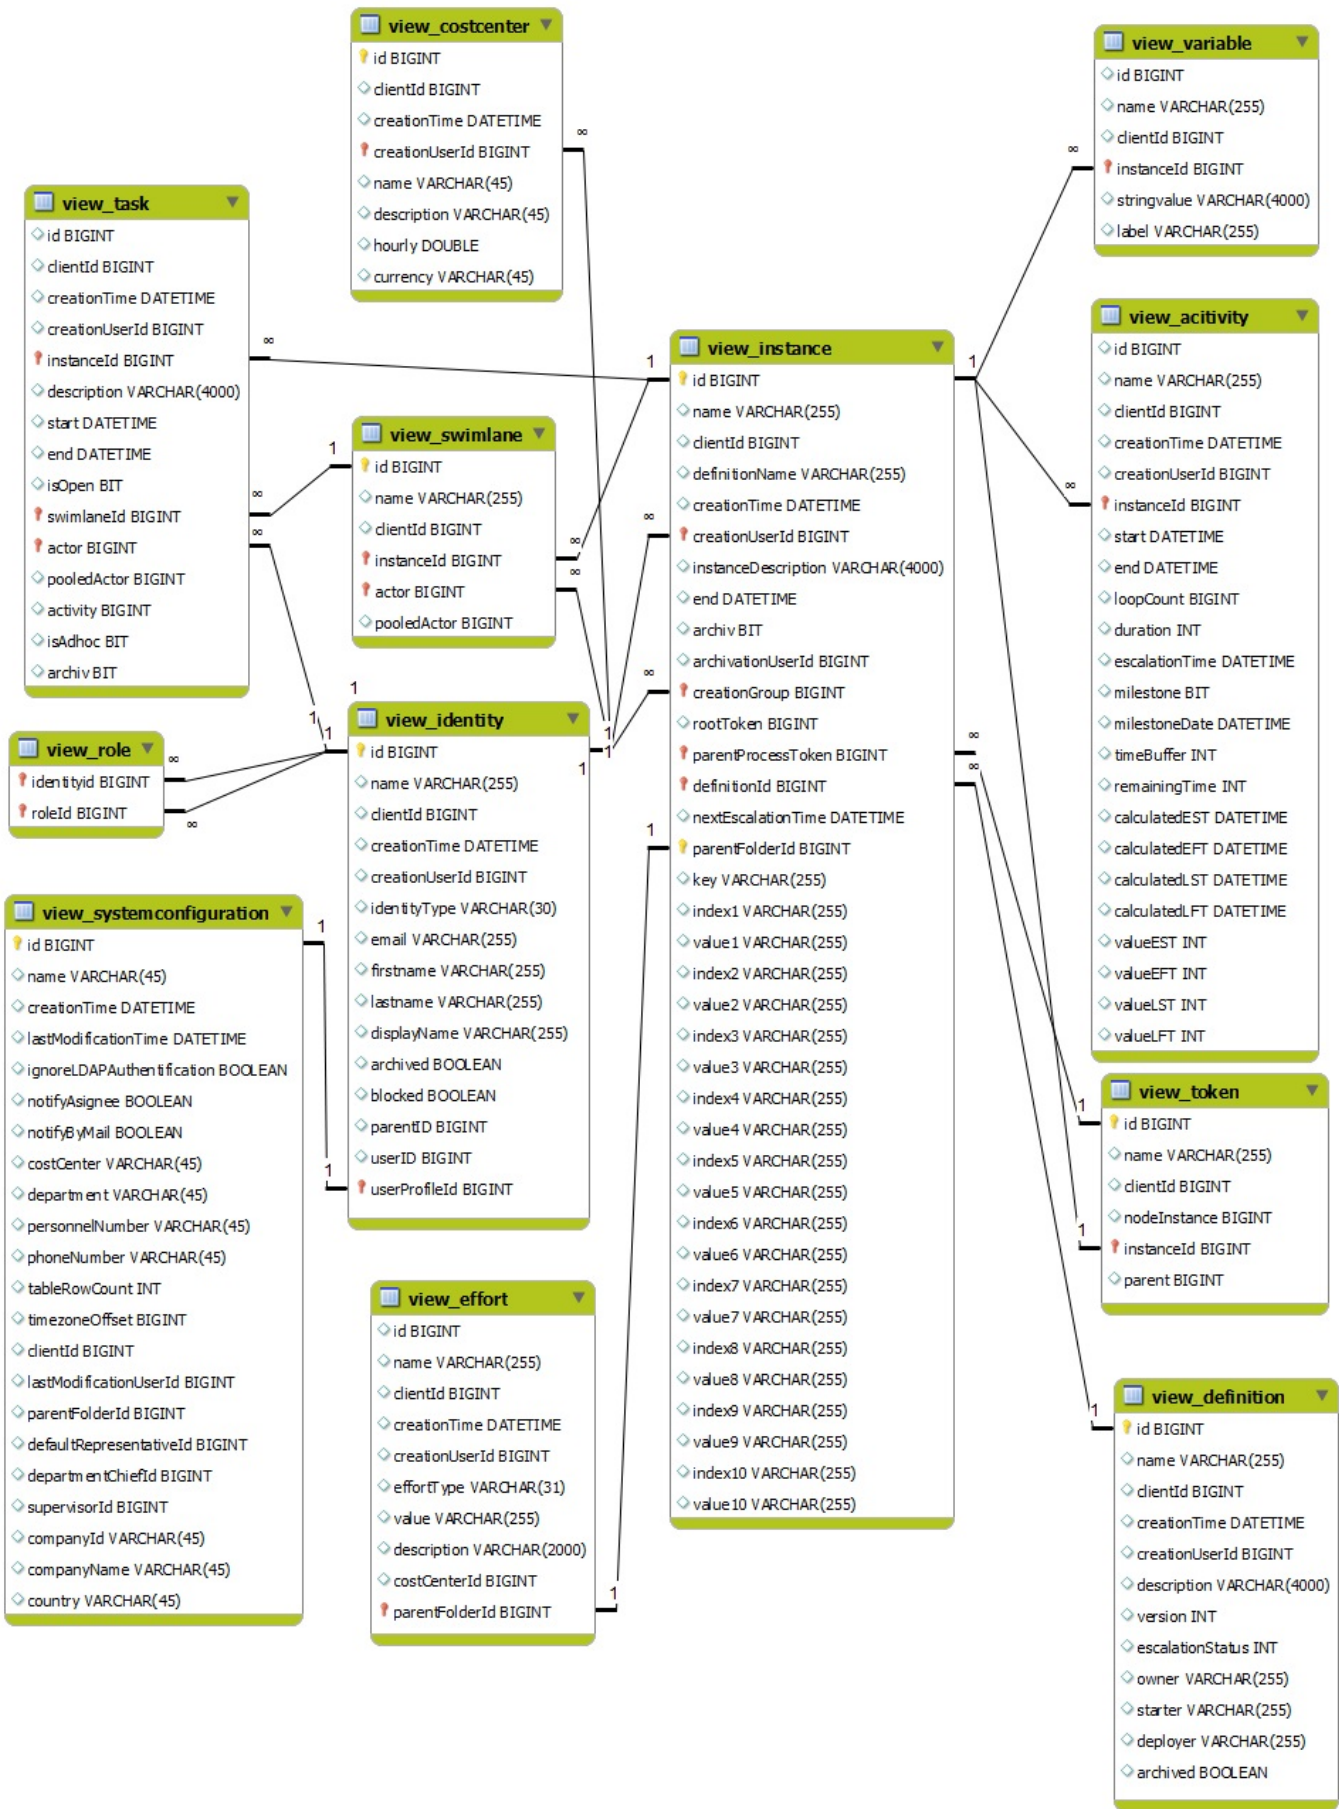 view_costcenter
id BIGINT
clientId BIGINT
creationTime DATETIME
creationUserId BIGINT
name VARCHAR(45)
description VARCHAR(45)
hourly DOUBLE
currency VARCHAR(45)
∞
view_variable
id BIGINT
name VARCHAR(255)
clientId BIGINT
instanceId BIGINT
stringvalue VARCHAR(4000)
label VARCHAR(255)
∞
view_task
id BIGINT
clientId BIGINT
creationTime DATETIME
creationUserId BIGINT
instanceId BIGINT
description VARCHAR(4000)
start DATETIME
end DATETIME
isOpen BIT
swimlaneId BIGINT
actor BIGINT
pooledActor BIGINT
activity BIGINT
isAdhoc BIT
archiv BIT
∞
∞
∞
view_swimlane
id BIGINT
name VARCHAR(255)
clientId BIGINT
instanceId BIGINT
actor BIGINT
pooledActor BIGINT
1
∞
∞
view_instance
id BIGINT
name VARCHAR(255)
clientId BIGINT
definitionName VARCHAR(255)
creationTime DATETIME
creationUserId BIGINT
instanceDescription VARCHAR(4000)
end DATETIME
archiv BIT
archivationUserId BIGINT
creationGroup BIGINT
rootToken BIGINT
parentProcessToken BIGINT
definitionId BIGINT
nextEscalationTime DATETIME
parentFolderId BIGINT
key VARCHAR(255)
index1 VARCHAR(255)
value1 VARCHAR(255)
index2 VARCHAR(255)
value2 VARCHAR(255)
index3 VARCHAR(255)
value3 VARCHAR(255)
index4 VARCHAR(255)
value4 VARCHAR(255)
index5 VARCHAR(255)
value5 VARCHAR(255)
index6 VARCHAR(255)
value6 VARCHAR(255)
index7 VARCHAR(255)
value7 VARCHAR(255)
index8 VARCHAR(255)
value8 VARCHAR(255)
index9 VARCHAR(255)
value9 VARCHAR(255)
index10 VARCHAR(255)
value10 VARCHAR(255)
1
1
∞
∞
∞
∞
1
view_acitivity
id BIGINT
name VARCHAR(255)
clientId BIGINT
creationTime DATETIME
creationUserId BIGINT
instanceId BIGINT
start DATETIME
end DATETIME
loopCount BIGINT
duration INT
escalationTime DATETIME
milestone BIT
milestoneDate DATETIME
timeBuffer INT
remainingTime INT
calculatedEST DATETIME
calculatedEFT DATETIME
calculatedLST DATETIME
calculatedLFT DATETIME
valueEST INT
valueEFT INT
valueLST INT
valueLFT INT
∞
view_role
identityid BIGINT
roleId BIGINT
∞
∞
view_identity
id BIGINT
name VARCHAR(255)
clientId BIGINT
creationTime DATETIME
creationUserId BIGINT
identityType VARCHAR(30)
email VARCHAR(255)
firstname VARCHAR(255)
lastname VARCHAR(255)
displayName VARCHAR(255)
archived BOOLEAN
blocked BOOLEAN
parentID BIGINT
userID BIGINT
userProfileId BIGINT
1
1
1
1
1
1
1
view_systemconfiguration
id BIGINT
name VARCHAR(45)
creationTime DATETIME
lastModificationTime DATETIME
ignoreLDAPAuthentification BOOLEAN
notifyAsignee BOOLEAN
notifyByMail BOOLEAN
costCenter VARCHAR(45)
department VARCHAR(45)
personnelNumber VARCHAR(45)
phoneNumber VARCHAR(45)
tableRowCount INT
timezoneOffset BIGINT
clientId BIGINT
lastModificationUserId BIGINT
parentFolderId BIGINT
defaultRepresentativeId BIGINT
departmentChiefId BIGINT
supervisorId BIGINT
companyId VARCHAR(45)
companyName VARCHAR(45)
country VARCHAR(45)
1
view_effort
id BIGINT
name VARCHAR(255)
clientId BIGINT
creationTime DATETIME
creationUserId BIGINT
effortType VARCHAR(31)
value VARCHAR(255)
description VARCHAR(2000)
costCenterId BIGINT
parentFolderId BIGINT
1
view_token
id BIGINT
name VARCHAR(255)
clientId BIGINT
nodeInstance BIGINT
instanceId BIGINT
parent BIGINT
1
1
view_definition
id BIGINT
name VARCHAR(255)
clientId BIGINT
creationTime DATETIME
creationUserId BIGINT
description VARCHAR(4000)
version INT
escalationStatus INT
owner VARCHAR(255)
starter VARCHAR(255)
deployer VARCHAR(255)
archived BOOLEAN
1